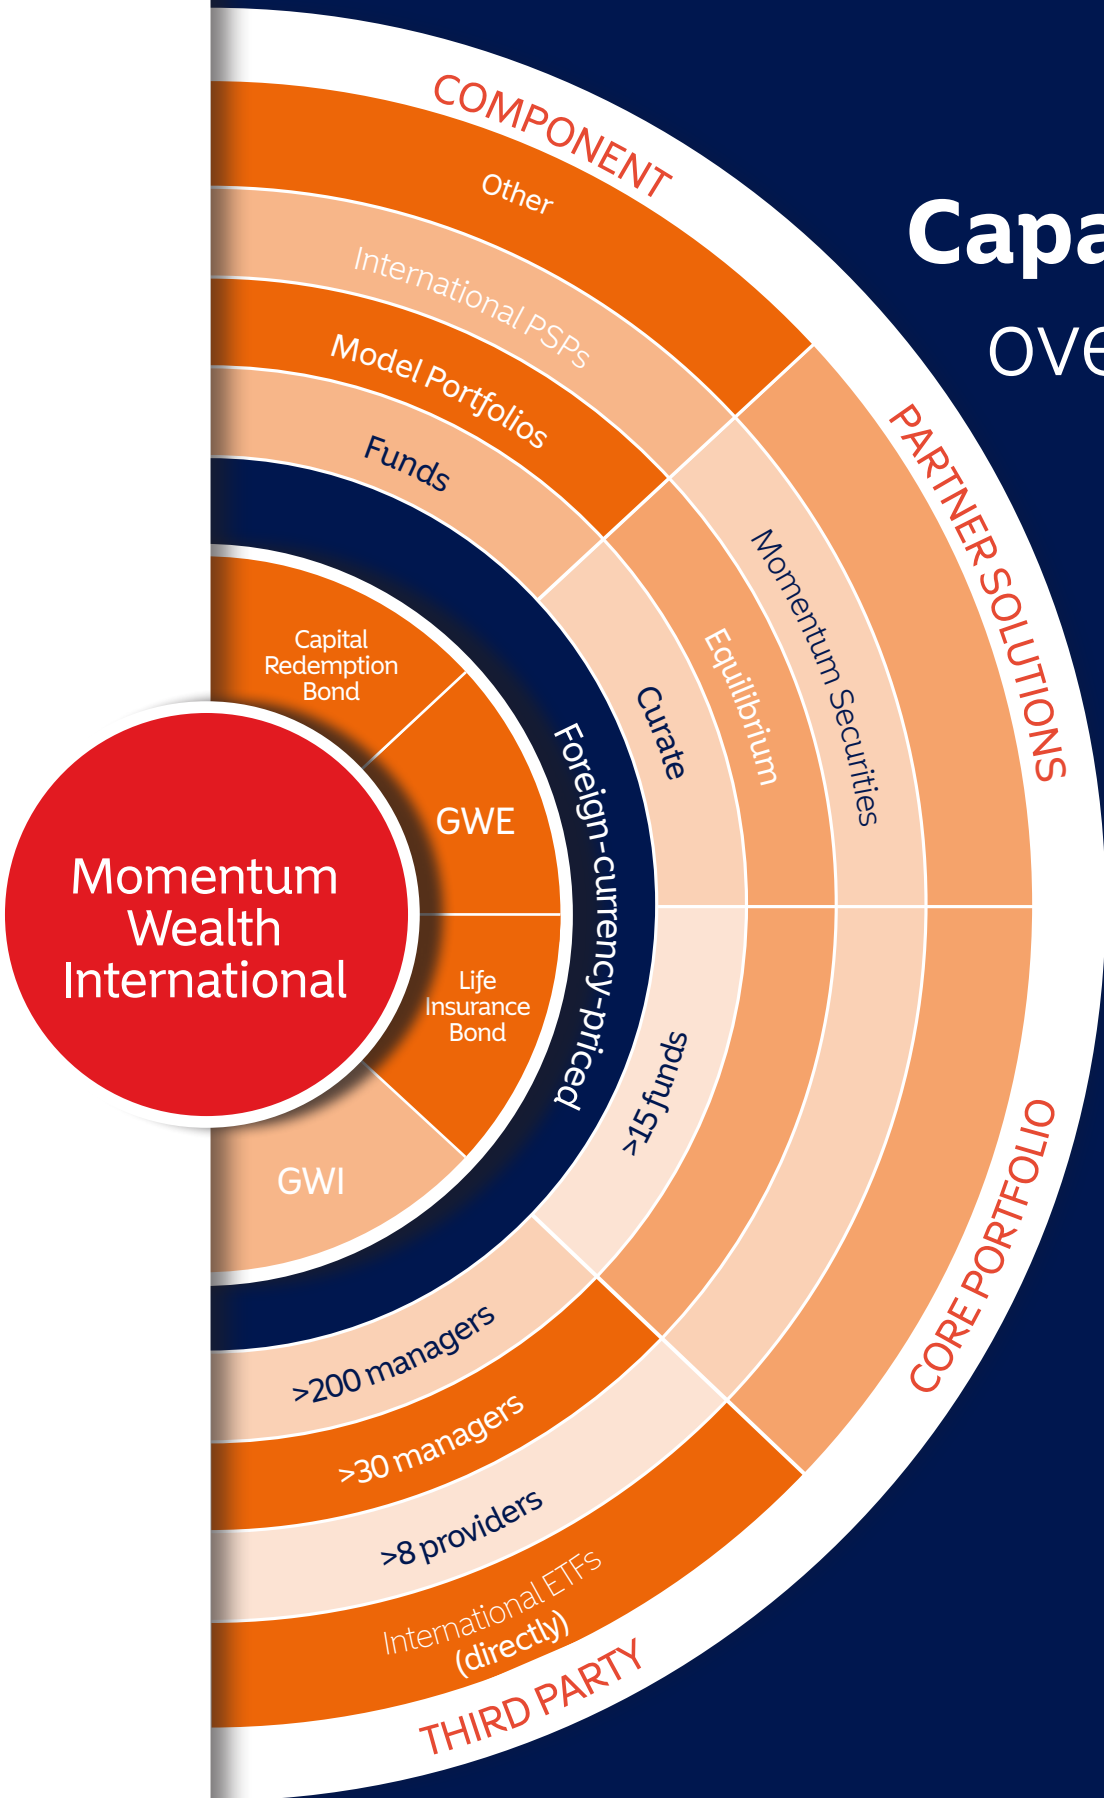 COMPONENT
Other
International PSPs
Model Portfolios
Funds
Capa
ove
PARTNER SOLUTIONS
Momentum Securities
Equilibrium
Curate
Foreign-currency-priced
Capital
Redemption
Bond
GWE
Life
Insurance
Bond
GWI
Momentum
Wealth
International
CORE PORTFOLIO
>15 funds
>200 managers
>30 managers
>8 providers
International ETFs
(directly)
THIRD PARTY